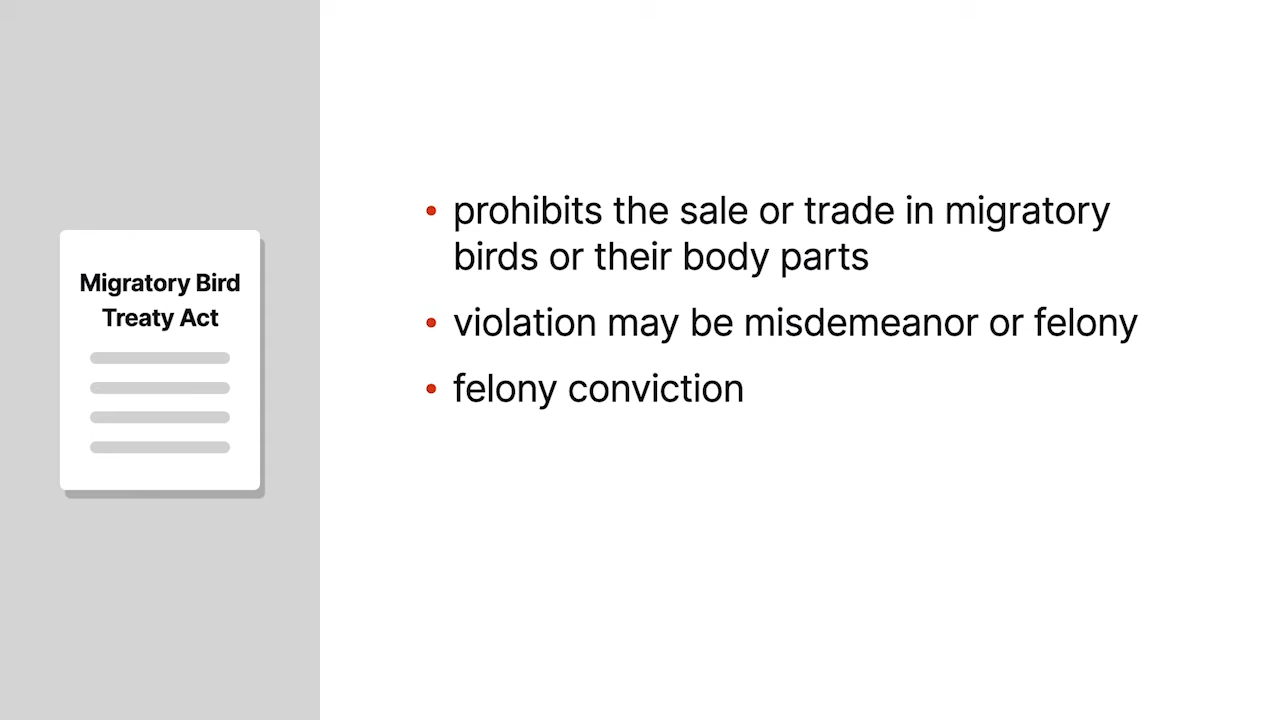 Migratory Bird
Treaty Act
• prohibits the sale or trade in migratory
birds or their body parts
• violation may be misdemeanor or felony
• felony conviction